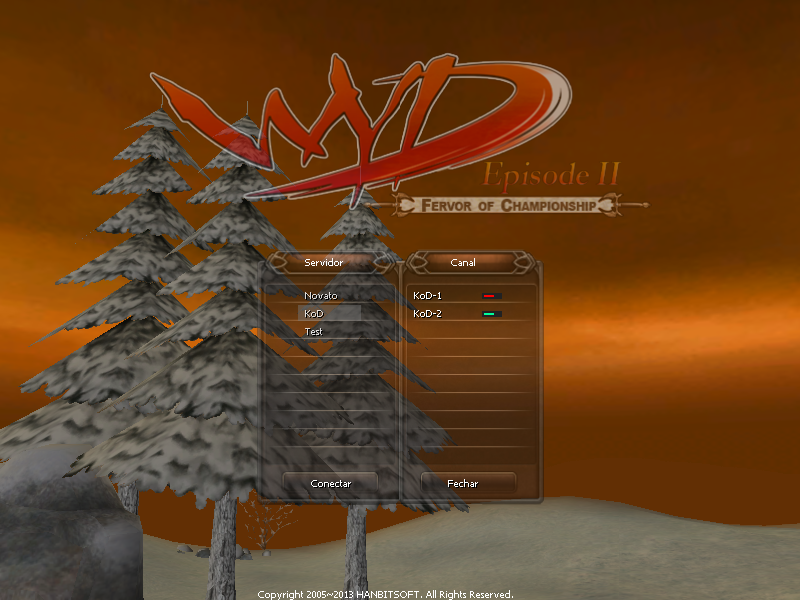 WYD
Episode II
FERVOR OF CHAMPIONSHIP
Servidor
Canal
Novato
KoD
Test
KoD-1
KoD-2
Conectar
Fechar
Copyright 2005~2013 HANBITSOFT. All Rights Reserved.